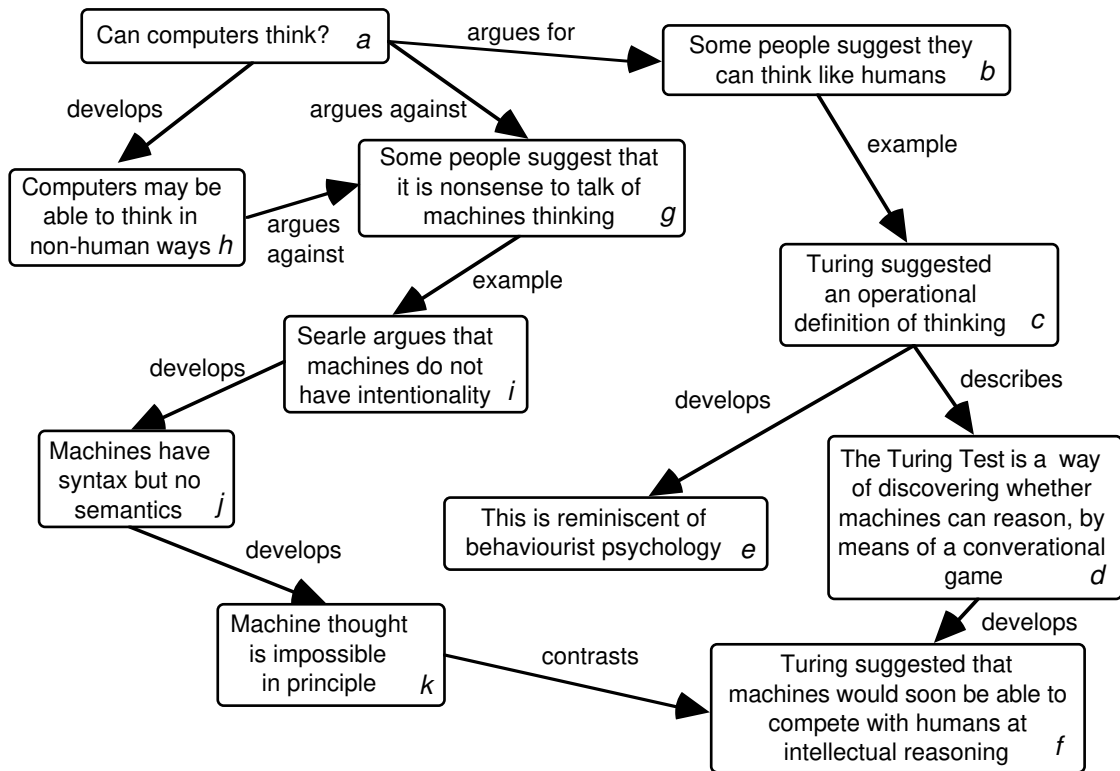 Can computers think? a
argues for
Some people suggest they
can think like humans b
develops
argues against
example
Computers may be
able to think in
non-human ways h
argues
against
Some people suggest that
it is nonsense to talk of
machines thinking g
Turing suggested
an operational
definition of thinking c
example
Searle argues that
machines do not
have intentionality i
develops
develops
describes
Machines have
syntax but no
semantics j
The Turing Test is a way
of discovering whether
machines can reason, by
means of a converational
game d
This is reminiscent of
behaviourist psychology e
develops
Machine thought
is impossible
in principle k
contrasts
develops
Turing suggested that
machines would soon be able to
compete with humans at
intellectual reasoning f